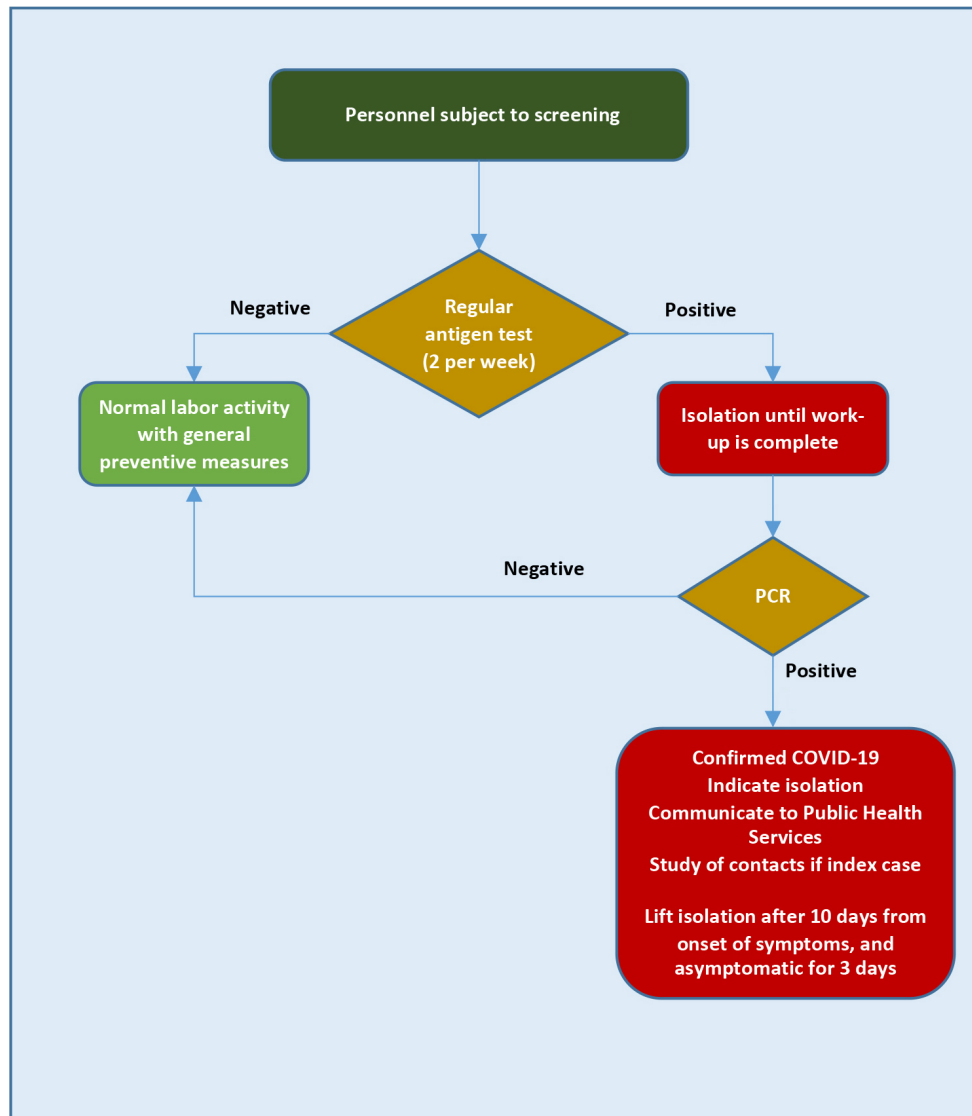 Personnel subject to screening
Negative
Regular
antigen test
(2 per week)
Positive
Normal labor activity
with general
preventive measures
Isolation until work-
up is complete
Negative
PCR
Positive
Confirmed COVID-19
Indicate isolation
Communicate to Public Health
Services
Study of contacts if index case
Lift isolation after 10 days from
onset of symptoms, and
asymptomatic for 3 days